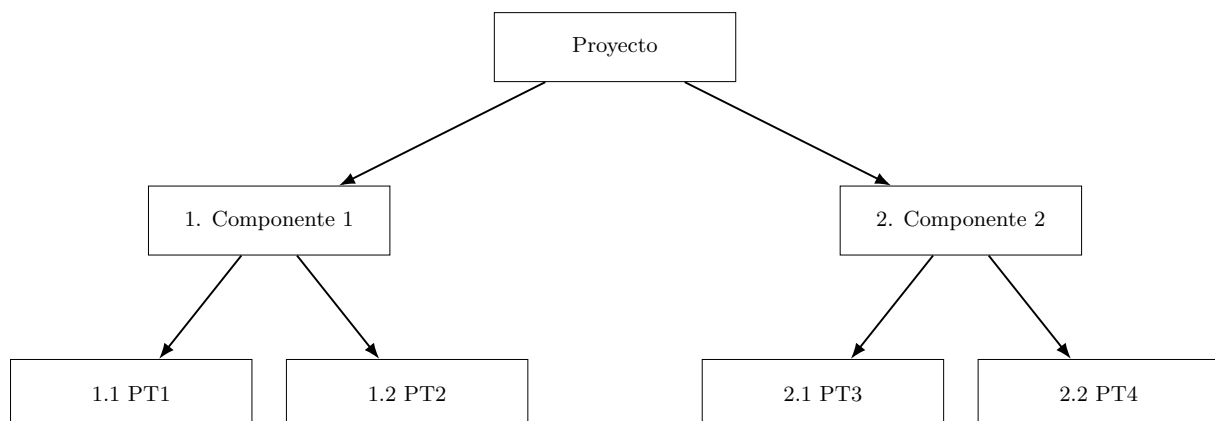 Proyecto
1. Componente 1
2. Componente 2
1.1 PT1
1.2 PT2
2.1 PT3
2.2 PT4